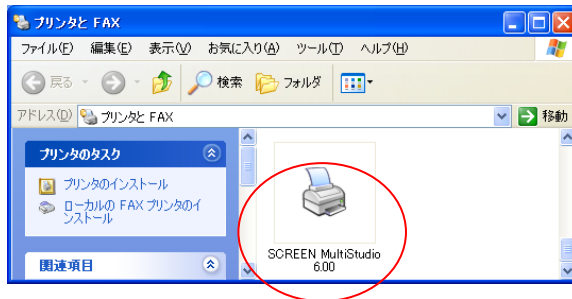 プリンタと FAX
ファイル(F) 編集(E) 表示(V) お気に入り(A) ツール(T) ヘルプ(H)
戻る 検索 フォルダ
アドレス(D) プリンタと FAX 移動
プリンタのタスク
プリンタのインストール
ローカルの FAX プリンタのイ
ンストール
関連項目
SCREEN MultiStudio
6.00